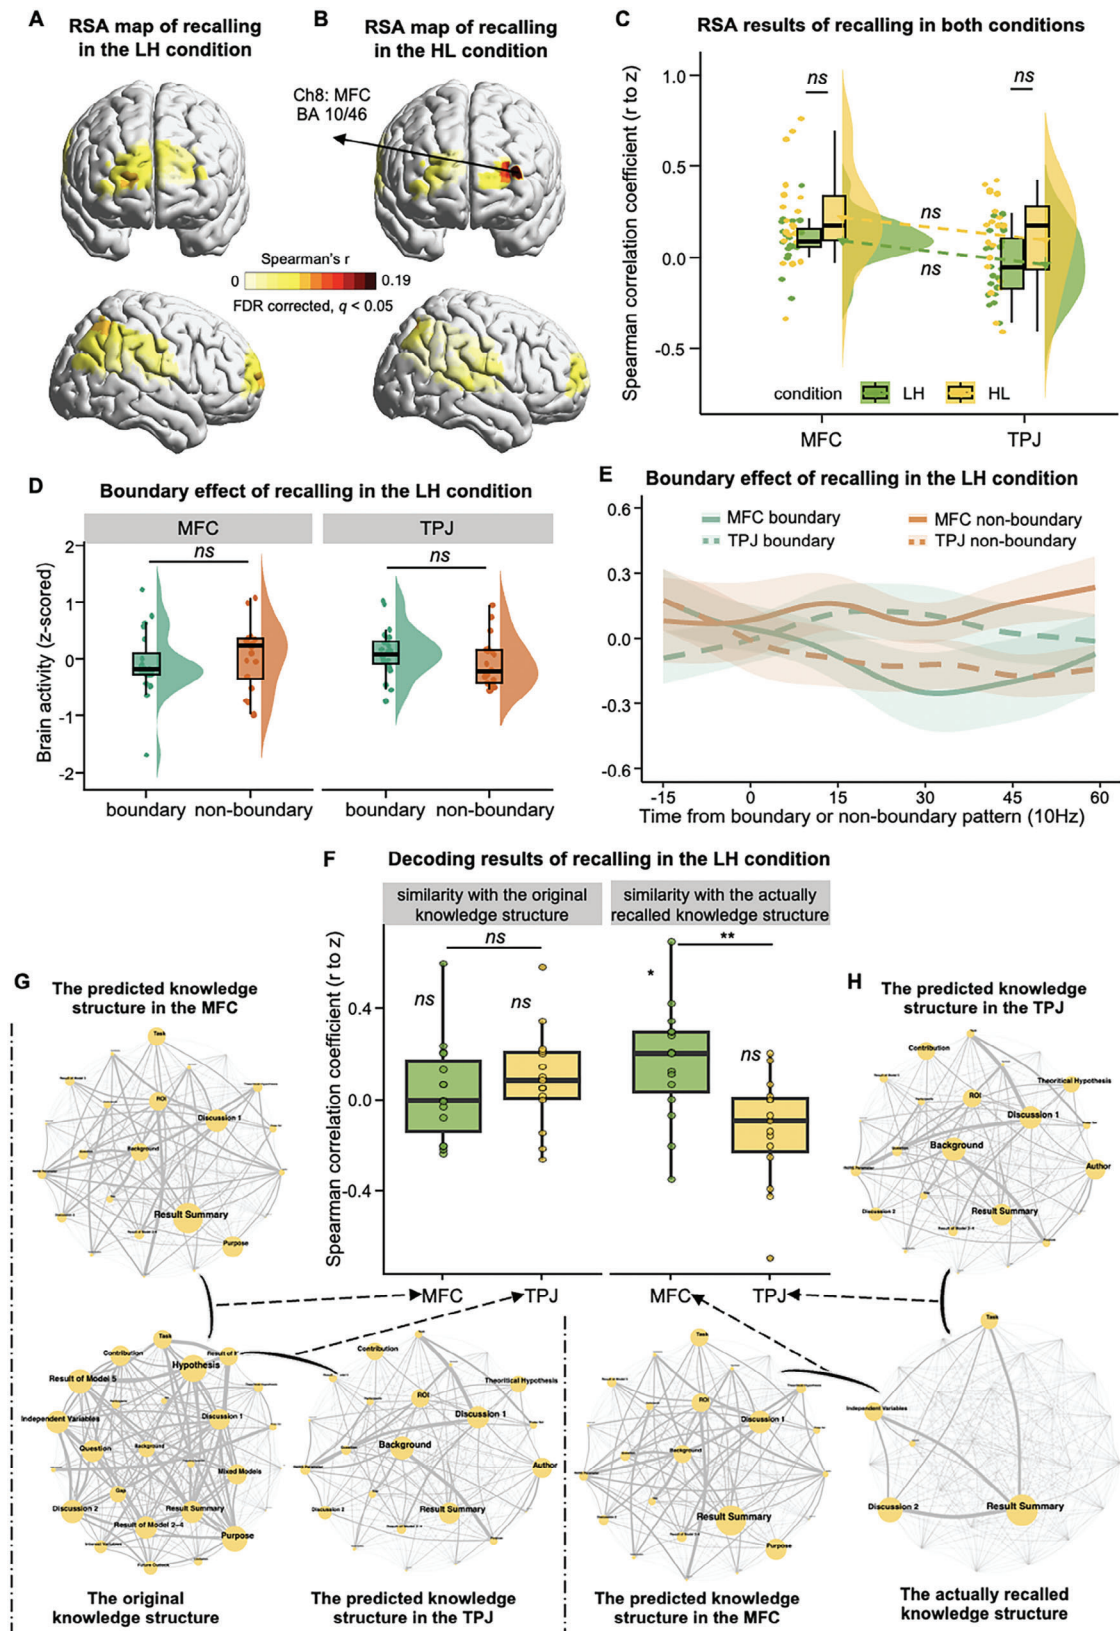 A
RSA map of recalling
in the LH condition
B
RSA map of recalling
in the HL condition
Ch8: MFC
BA 10/46
Spearman's r
0
0.19
FDR corrected, q < 0.05
C
RSA results of recalling in both conditions
Spearman correlation coefficient (r to z)
1.0
0.5
0.0
-0.5
ns
ns
ns
ns
condition
LH
HL
MFC
TPJ
D
Boundary effect of recalling in the LH condition
MFC
TPJ
Brain activity (z-scored)
2
1
0
-1
-2
ns
ns
boundary
non-boundary
boundary
non-boundary
E
Boundary effect of recalling in the LH condition
MFC boundary
MFC non-boundary
TPJ boundary
TPJ non-boundary
0.6
0.3
0.0
-0.3
-0.6
-15
0
15
30
45
60
Time from boundary or non-boundary pattern (10Hz)
F
Decoding results of recalling in the LH condition
similarity with the original
knowledge structure
similarity with the actually
recalled knowledge structure
Spearman correlation coefficient (r to z)
0.4
0.0
-0.4
ns
ns
ns
**
*
ns
MFC
TPJ
MFC
TPJ
G
The predicted knowledge
structure in the MFC
Task
ROI
Discussion 1
Background
Result Summary
Purpose
H
The predicted knowledge
structure in the TPJ
Contribution
Theoritical Hypothesis
ROI
Discussion 1
Background
Author
Discussion 2
Result Summary
Task
Contribution
Hypothesis
Result of Model 5
Independent Variables
Discussion 1
Question
Background
Mixed Models
Gap
Discussion 2
Result Summary
Result of Model 2-4
Purpose
Future Outlook
The original
knowledge structure
Contribution
Theoritical Hypothesis
ROI
Discussion 1
Background
Author
Discussion 2
Result Summary
The predicted knowledge
structure in the TPJ
Task
ROI
Discussion 1
Background
Result Summary
Purpose
The predicted knowledge
structure in the MFC
Task
Independent Variables
Discussion 2
Result Summary
The actually recalled
knowledge structure